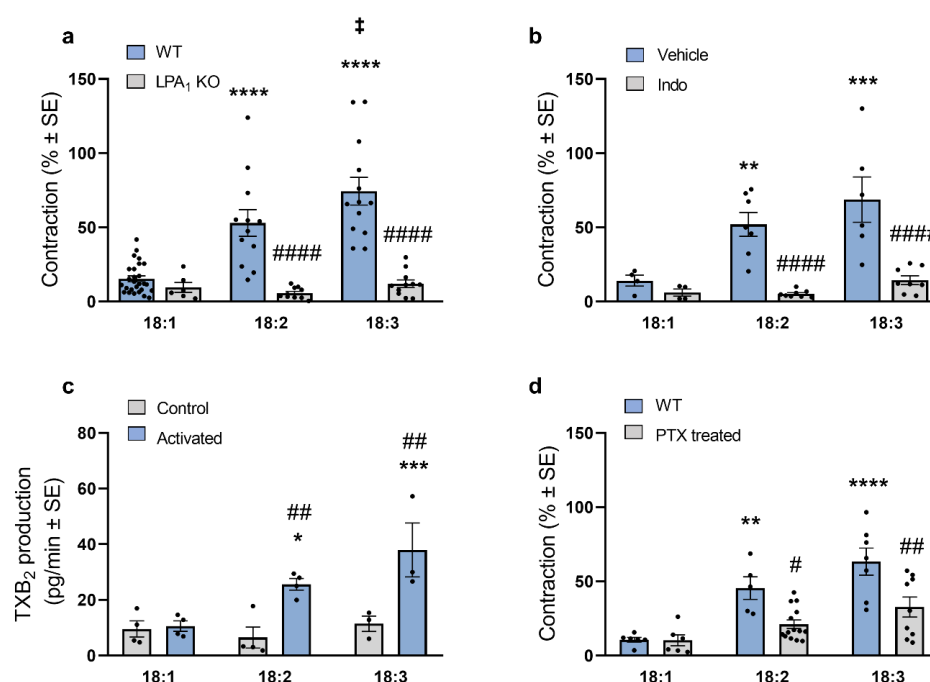 a
‡
WT
LPA₁ KO
150
100
50
0
Contraction (% ± SE)
****
****
####
####
18:1
18:2
18:3
b
Vehicle
Indo
150
100
50
0
Contraction (% ± SE)
**
***
####
####
18:1
18:2
18:3
c
Control
Activated
80
60
40
20
0
TXB₂ production
(pg/min ± SE)
##
*
##
***
18:1
18:2
18:3
d
WT
PTX treated
150
100
50
0
Contraction (% ± SE)
**
****
#
##
18:1
18:2
18:3